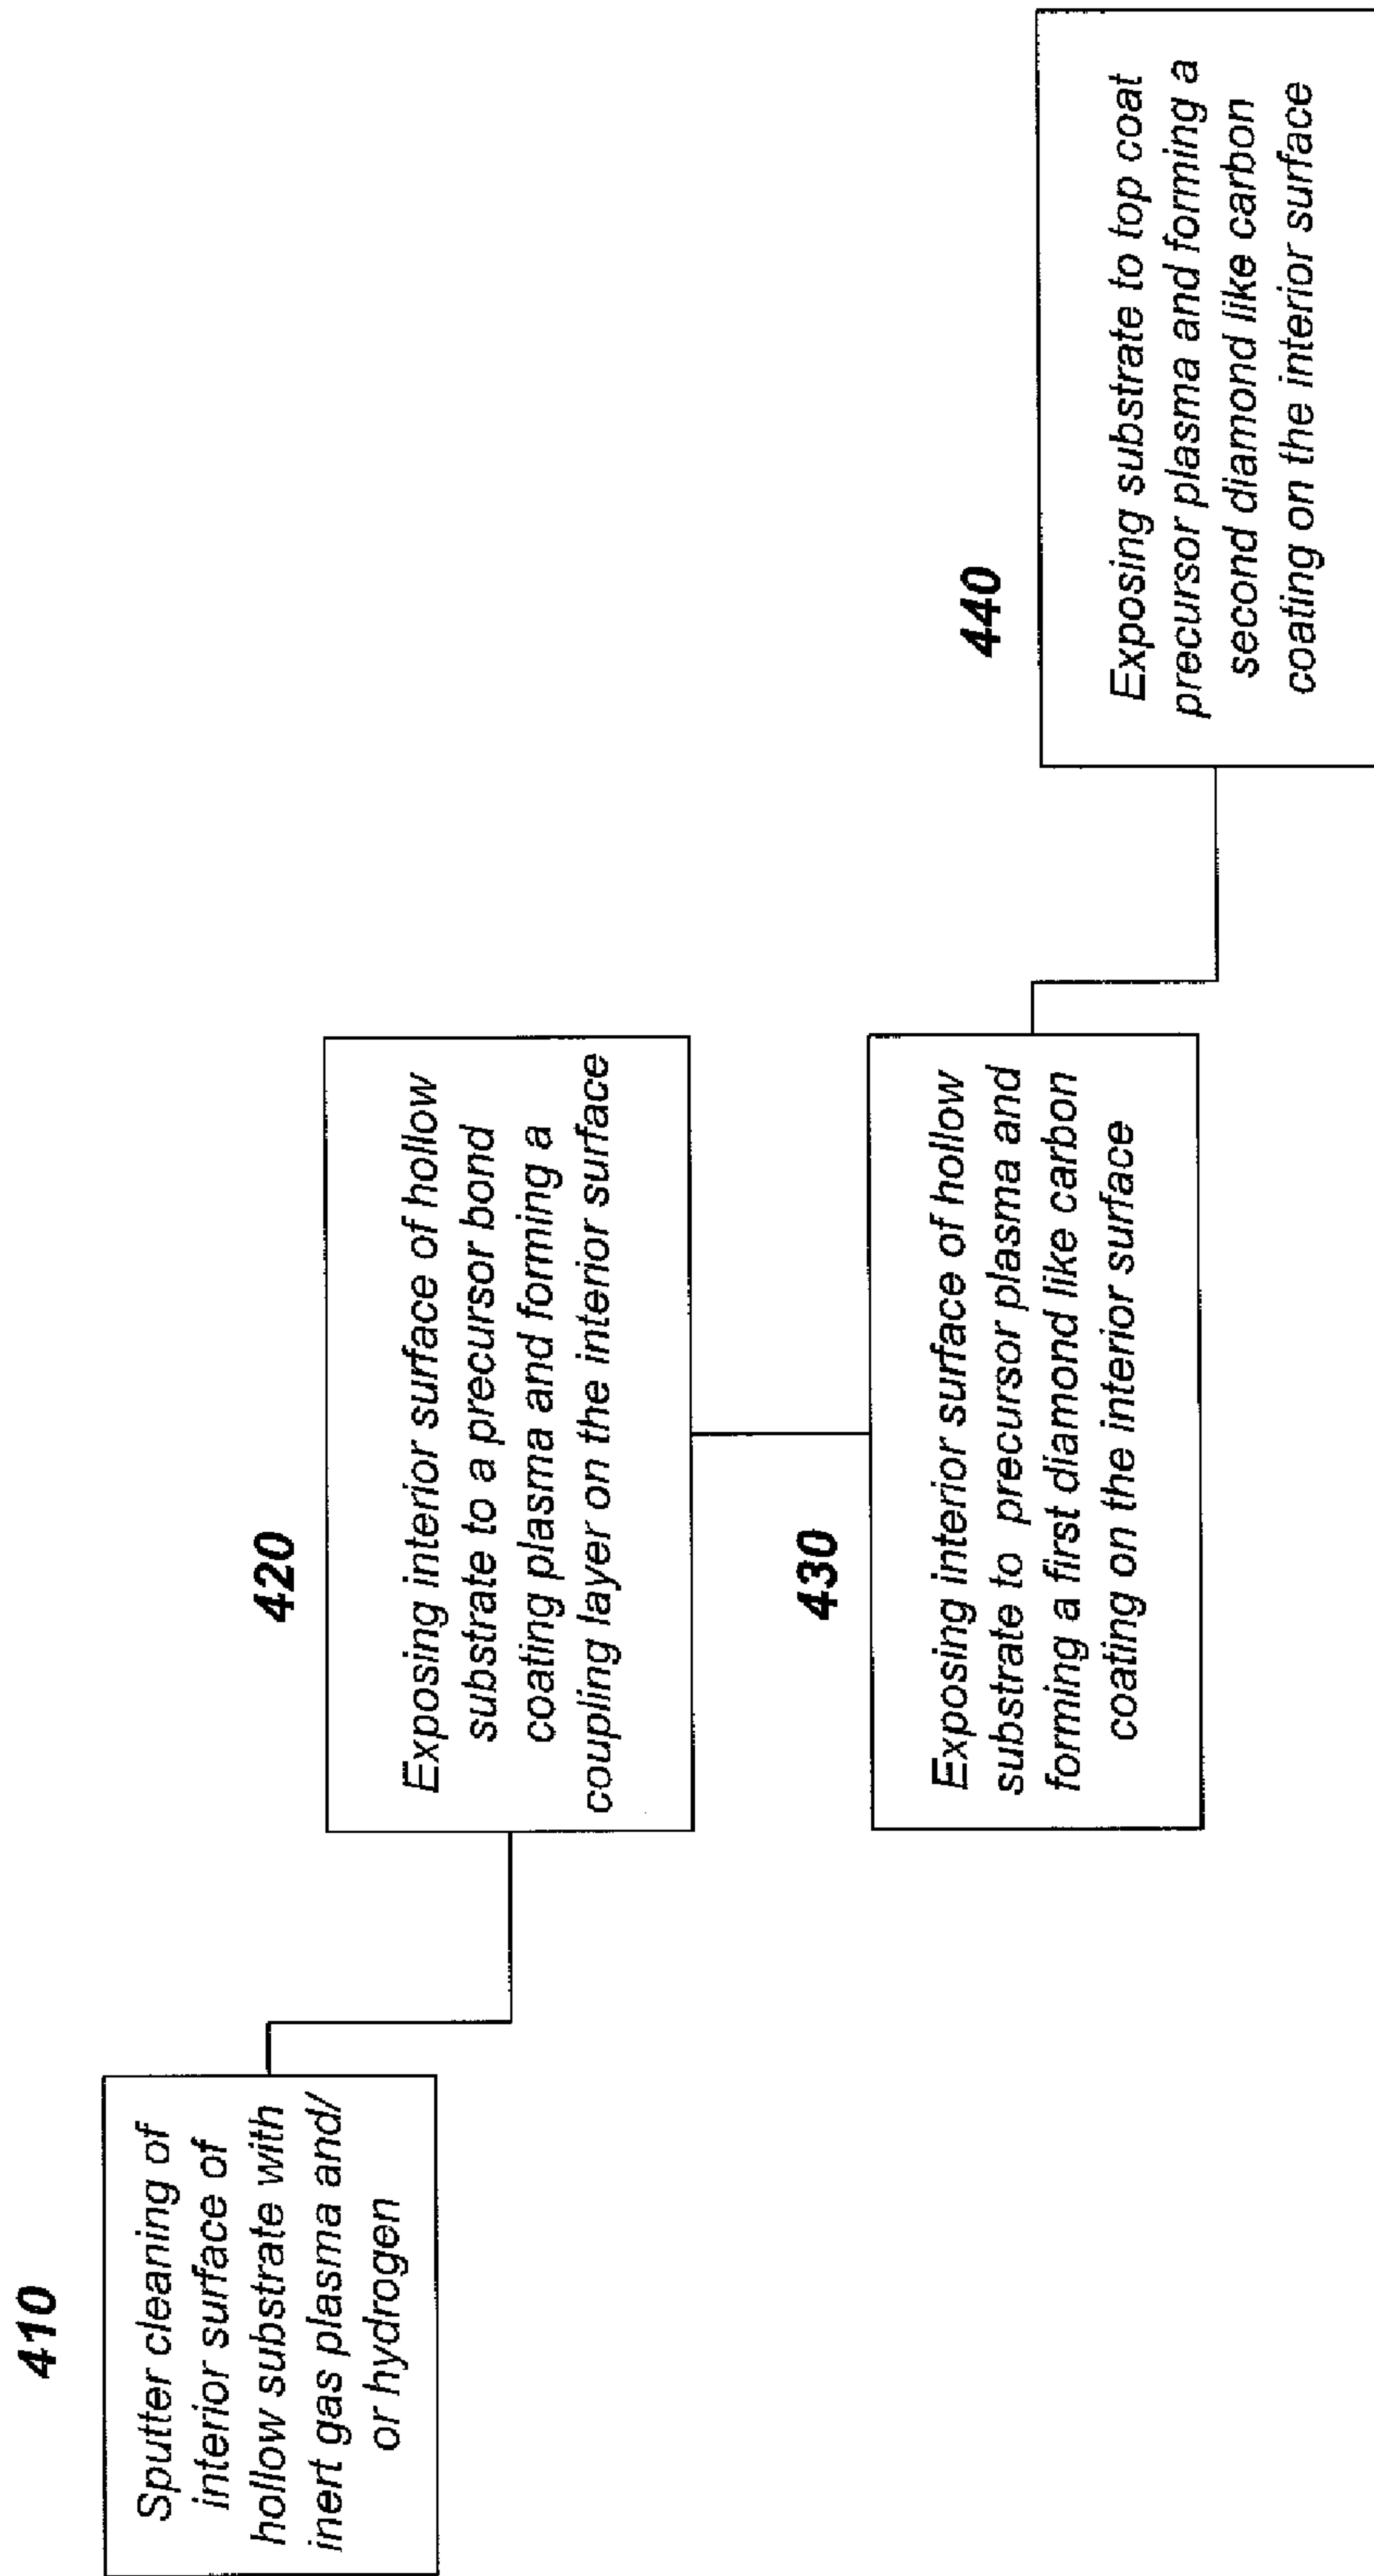 410
Sputter cleaning of
interior surface of
hollow substrate with
inert gas plasma and/
or hydrogen
420
Exposing interior surface of hollow
substrate to a precursor bond
coating plasma and forming a
coupling layer on the interior surface
430
Exposing interior surface of hollow
substrate to precursor plasma and
forming a first diamond like carbon
coating on the interior surface
440
Exposing substrate to top coat
precursor plasma and forming a
second diamond like carbon
coating on the interior surface